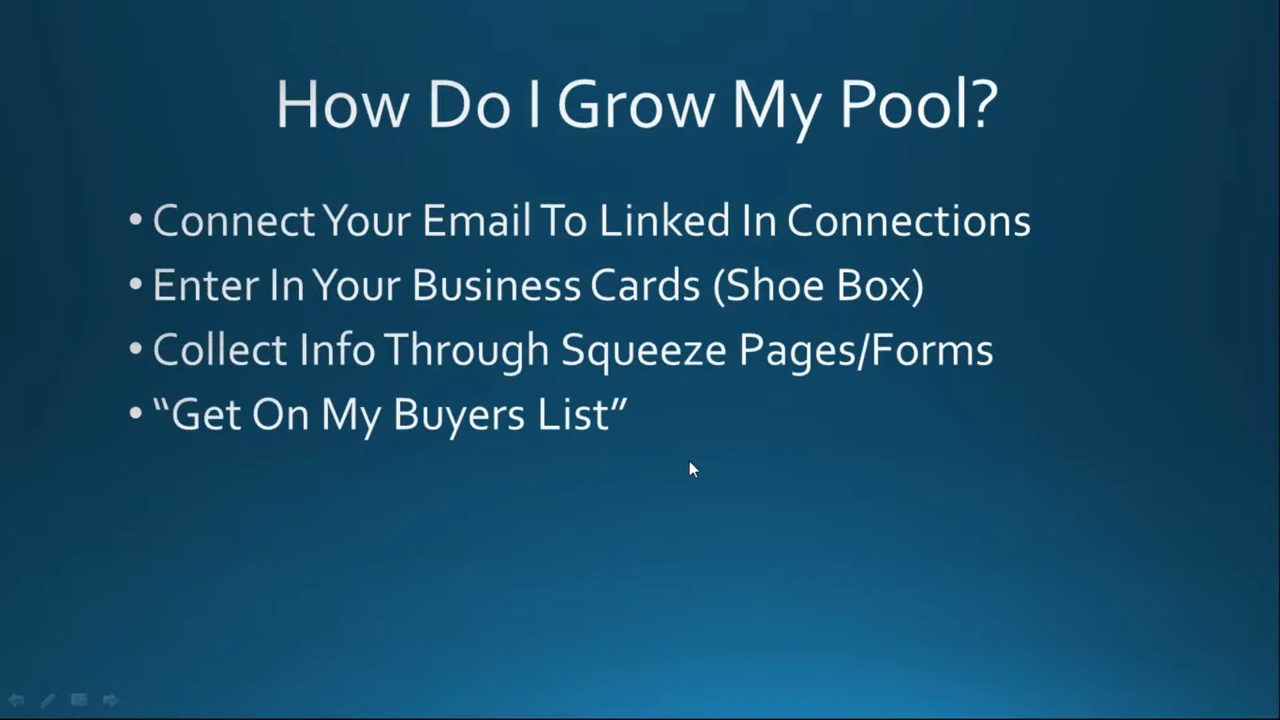 How Do I Grow My Pool?
• Connect Your Email To Linked In Connections
• Enter In Your Business Cards (Shoe Box)
• Collect Info Through Squeeze Pages/Forms
• “Get On My Buyers List”